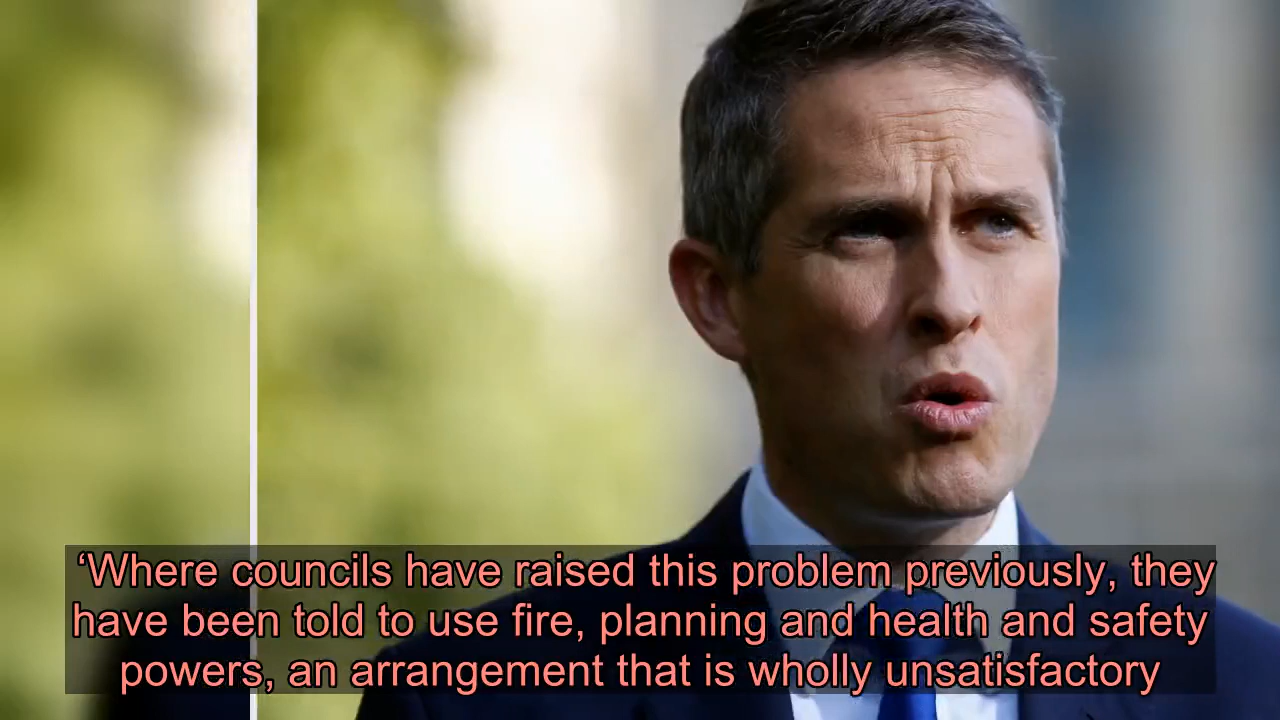 ‘Where councils have raised this problem previously, they
have been told to use fire, planning and health and safety
powers, an arrangement that is wholly unsatisfactory